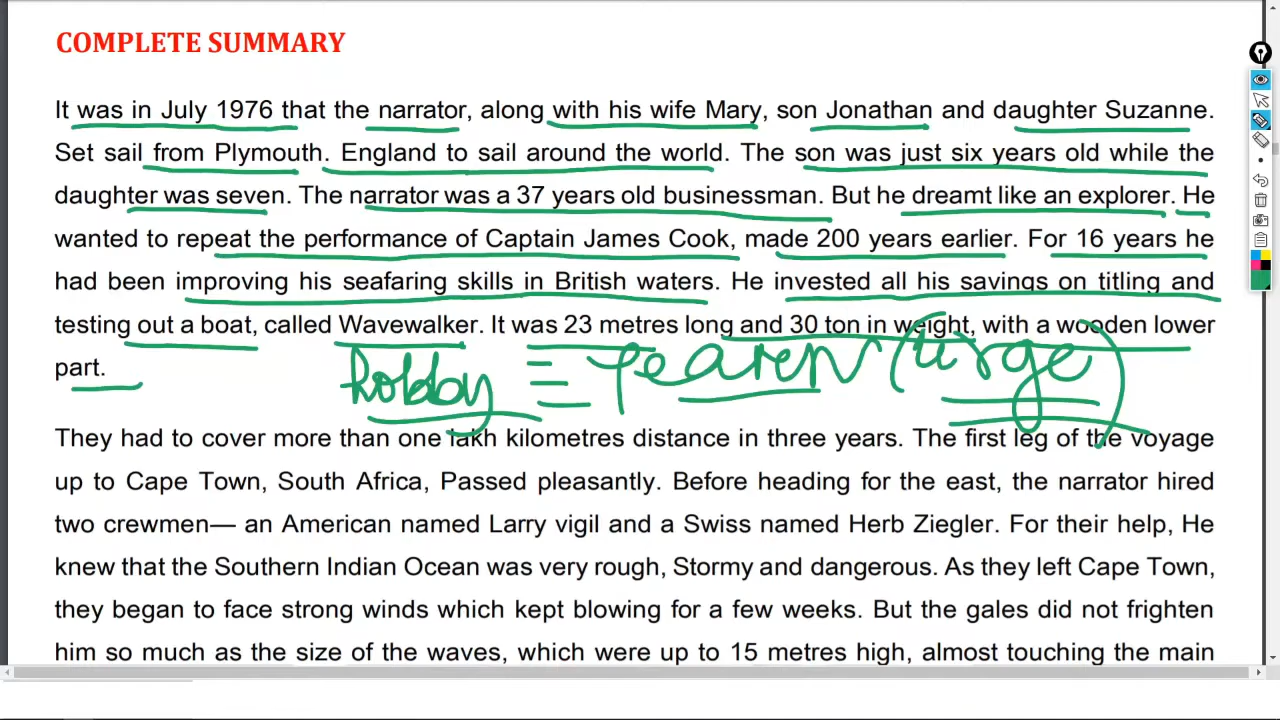 COMPLETE SUMMARY
It was in July 1976 that the narrator, along with his wife Mary, son Jonathan and daughter Suzanne.
Set sail from Plymouth. England to sail around the world. The son was just six years old while the
daughter was seven. The narrator was a 37 years old businessman. But he dreamt like an explorer. He
wanted to repeat the performance of Captain James Cook, made 200 years earlier. For 16 years he
had been improving his seafaring skills in British waters. He invested all his savings on titling and
testing out a boat, called Wavewalker. It was 23 metres long and 30 ton in weight, with a wooden lower
part.
hobby yearn (urge)
They had to cover more than one lakh kilometres distance in three years. The first leg of the voyage
up to Cape Town, South Africa, Passed pleasantly. Before heading for the east, the narrator hired
two crewmen— an American named Larry vigil and a Swiss named Herb Ziegler. For their help, He
knew that the Southern Indian Ocean was very rough, Stormy and dangerous. As they left Cape Town,
they began to face strong winds which kept blowing for a few weeks. But the gales did not frighten
him so much as the size of the waves, which were up to 15 metres high, almost touching the main